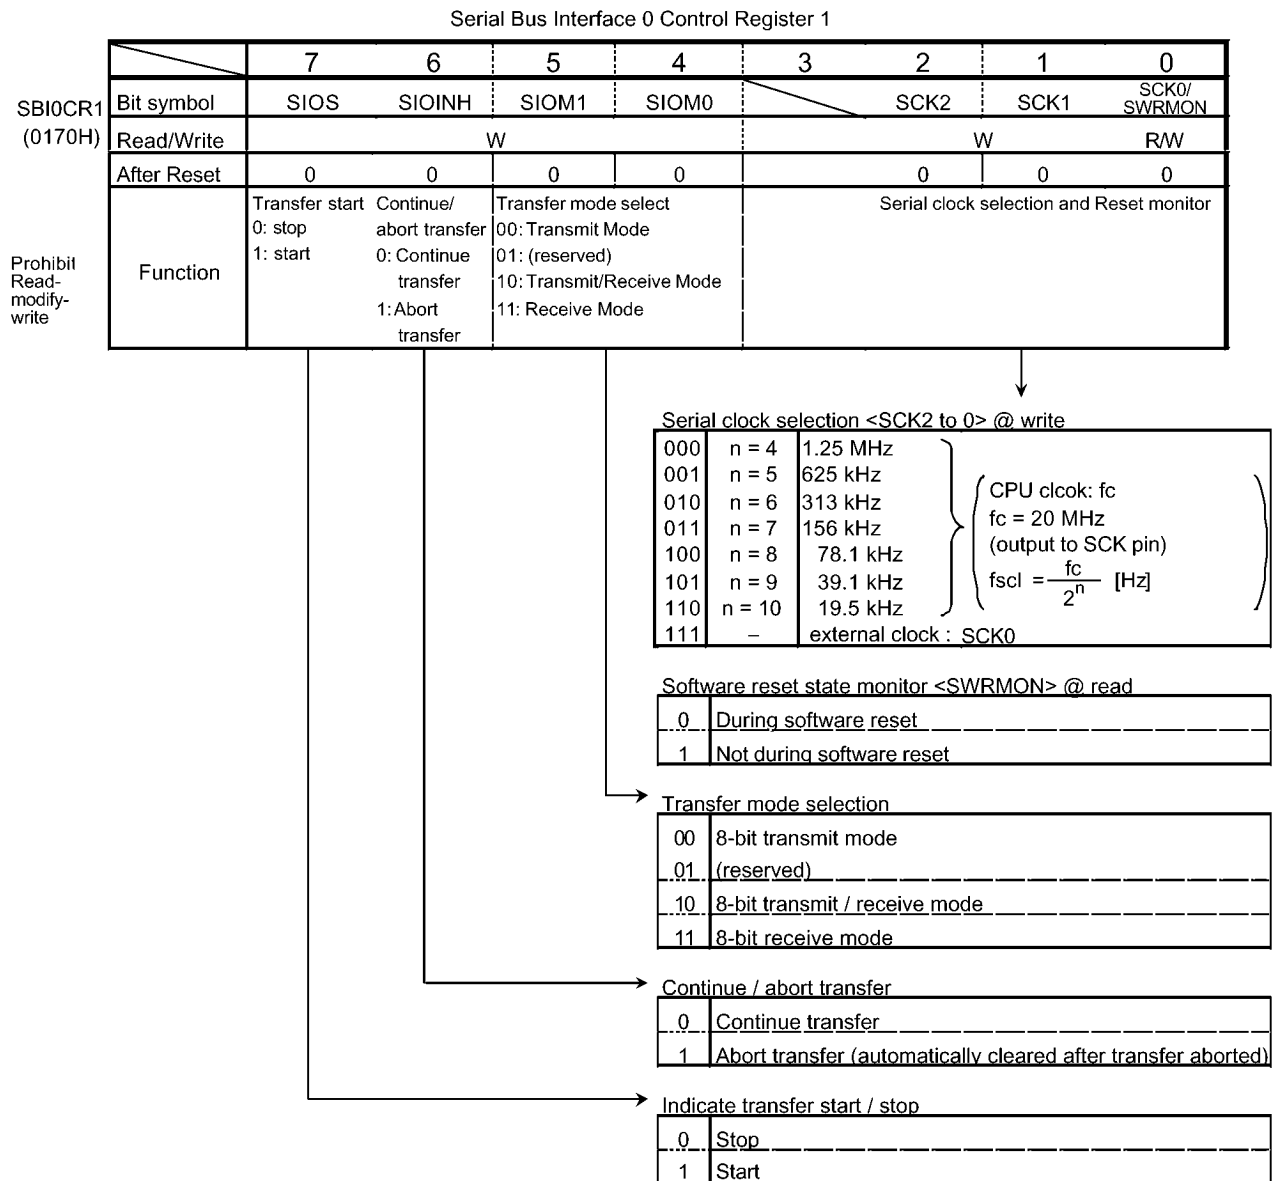 Serial Bus Interface 0 Control Register 1
7 6 5 4 3 2 1 0
SBI0CR1
(0170H)
Bit symbol SIOS SIOINH SIOM1 SIOM0 SCK2 SCK1 SCK0/
SWRMON
Read/Write W W R/W
After Reset 0 0 0 0 0 0 0
Prohibit
Read-
modify-
write
Function
Transfer start
0: stop
1: start
Continue/
abort transfer
0: Continue
transfer
1: Abort
transfer
Transfer mode select
00: Transmit Mode
01: (reserved)
10: Transmit/Receive Mode
11: Receive Mode
Serial clock selection and Reset monitor
Serial clock selection <SCK2 to 0> @ write
000 n = 4 1.25 MHz
001 n = 5 625 kHz
010 n = 6 313 kHz
011 n = 7 156 kHz
100 n = 8 78.1 kHz
101 n = 9 39.1 kHz
110 n = 10 19.5 kHz
111 – external clock : SCK0
CPU clcok: fc
fc = 20 MHz
(output to SCK pin)
fscl = fc / 2^n [Hz]
Software reset state monitor <SWRMON> @ read
0 During software reset
1 Not during software reset
Transfer mode selection
00 8-bit transmit mode
01 (reserved)
10 8-bit transmit / receive mode
11 8-bit receive mode
Continue / abort transfer
0 Continue transfer
1 Abort transfer (automatically cleared after transfer aborted)
Indicate transfer start / stop
0 Stop
1 Start